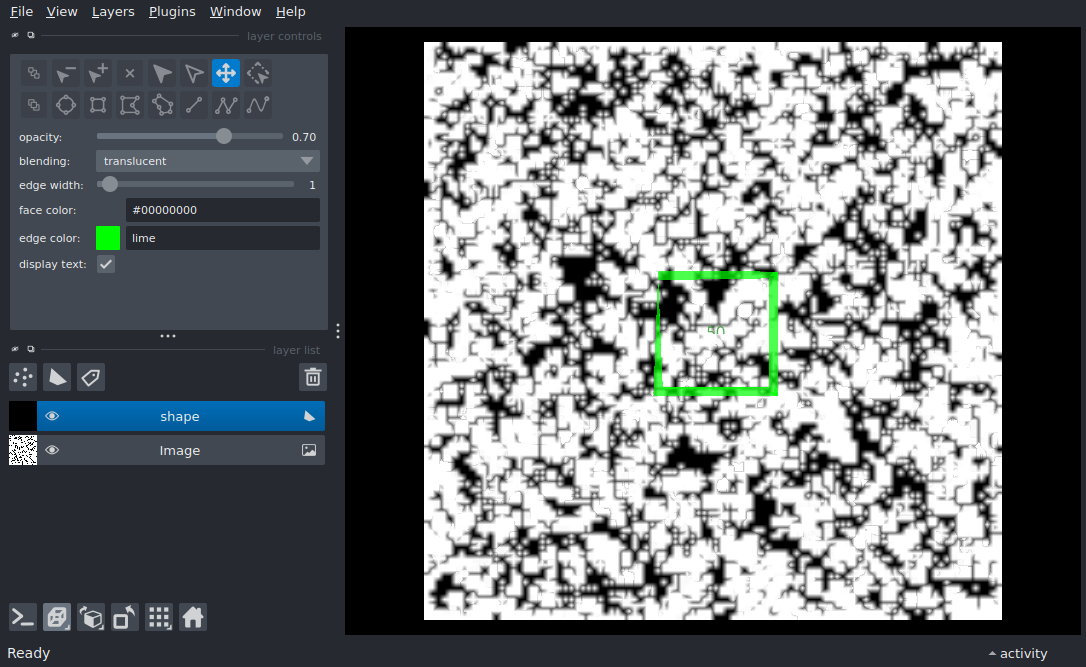 File View Layers Plugins Window Help
layer controls
opacity: 0.70
blending: translucent
edge width: 1
face color: #00000000
edge color: lime
display text:
layer list
shape
Image
Ready
activity